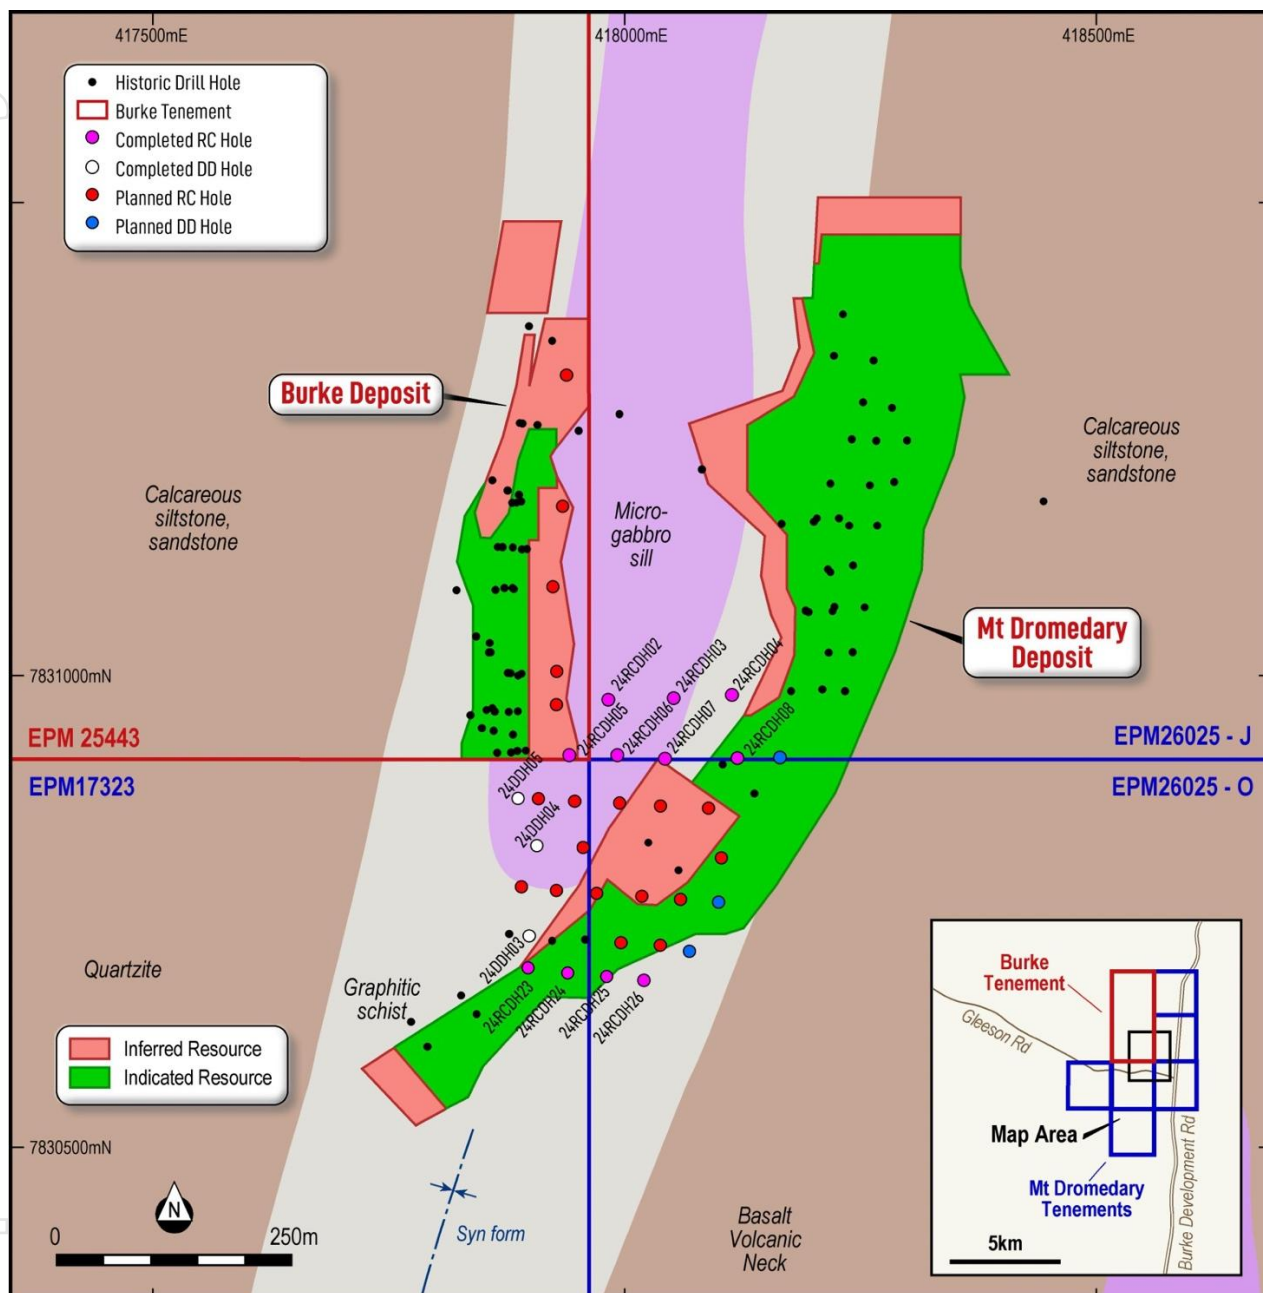 417500mE
418000mE
418500mE
Historic Drill Hole
Burke Tenement
Completed RC Hole
Completed DD Hole
Planned RC Hole
Planned DD Hole
Burke Deposit
Calcareous
siltstone,
sandstone
Calcareous
siltstone,
sandstone
Micro-
gabbro
sill
Mt Dromedary
Deposit
7831000mN
24RCDH02
24RCDH03
24RCDH04
24RCDH05
24RCDH06
24RCDH07
24RCDH08
EPM 25443
EPM26025 - J
EPM17323
EPM26025 - O
24DDH05
24DDH04
24DDH03
24RCDH23
24RCDH24
24RCDH25
24RCDH26
Quartzite
Graphitic
schist
Inferred Resource
Indicated Resource
7830500mN
N
0
250m
Syn form
Basalt
Volcanic
Neck
Burke
Tenement
Gleeson Rd
Map Area
Mt Dromedary
Tenements
Burke Development Rd
5km